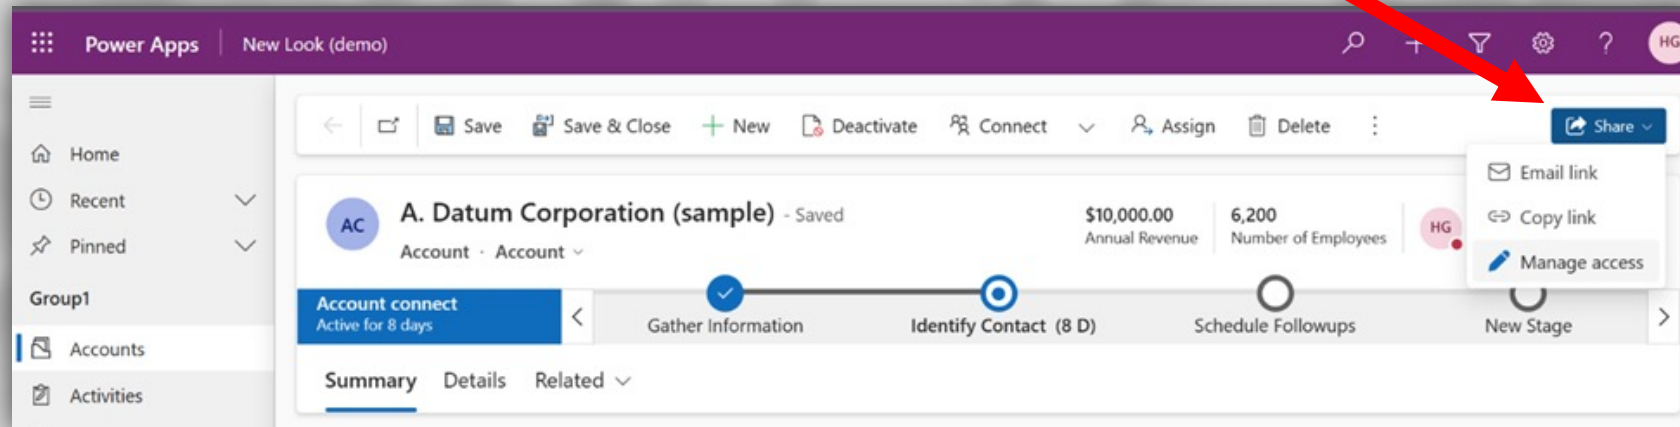 Power Apps New Look (demo) HG
Save Save & Close New Deactivate Connect Assign Delete Share
Home
Recent
Pinned
Group1
Accounts
Activities
Email link
Copy link
Manage access
AC A. Datum Corporation (sample) - Saved
Account · Account
$10,000.00 6,200 HG
Annual Revenue Number of Employees
Account connect
Active for 8 days
Gather Information Identify Contact (8 D) Schedule Followups New Stage
Summary Details Related